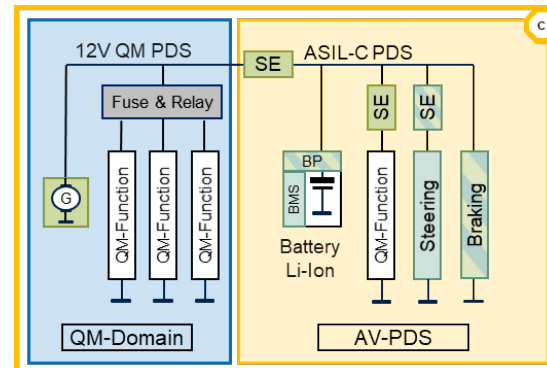 C
12V QM PDS
SE
ASIL-C PDS
Fuse & Relay
SE
SE
G
QM-Function
QM-Function
QM-Function
BP
BMS
QM-Function
Steering
Braking
Battery
Li-Ion
QM-Domain
AV-PDS